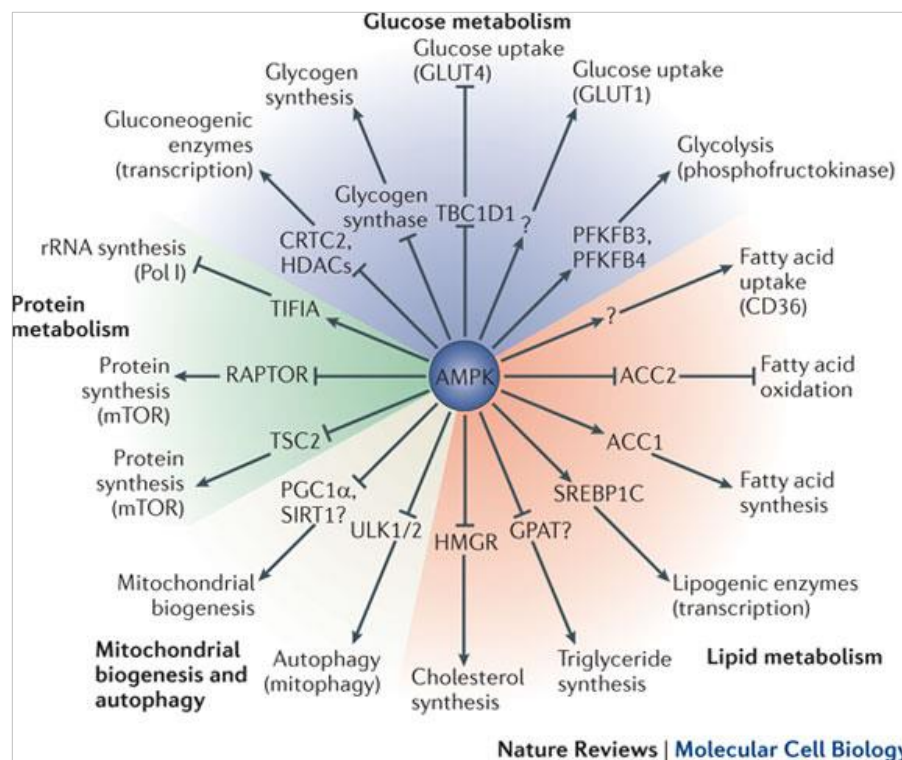 Glucose metabolism
Glucose uptake
(GLUT4)
Glucose uptake
(GLUT1)
Glycogen
synthesis
Gluconeogenic
enzymes
(transcription)
Glycolysis
(phosphofructokinase)
Glycogen
synthase
TBC1D1
?
CRTC2,
HDACs
PFKFB3,
PFKFB4
rRNA synthesis
(Pol I)
Fatty acid
uptake
(CD36)
Protein
metabolism
TIFIA
?
Protein
synthesis
(mTOR)
RAPTOR
AMPK
ACC2
Fatty acid
oxidation
TSC2
ACC1
Protein
synthesis
(mTOR)
Fatty acid
synthesis
PGC1α,
SIRT1?
ULK1/2
HMGR
GPAT?
SREBP1C
Mitochondrial
biogenesis
Lipogenic enzymes
(transcription)
Mitochondrial
biogenesis and
autophagy
Autophagy
(mitophagy)
Cholesterol
synthesis
Triglyceride
synthesis
Lipid metabolism
Nature Reviews | Molecular Cell Biology